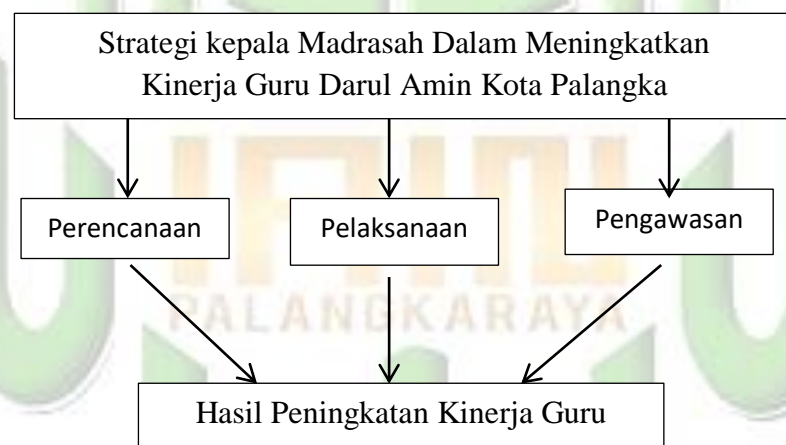 Strategi kepala Madrasah Dalam Meningkatkan
Kinerja Guru Darul Amin Kota Palangka
Perencanaan
Pelaksanaan
Pengawasan
IAIN
PALANGKARAYA
Hasil Peningkatan Kinerja Guru